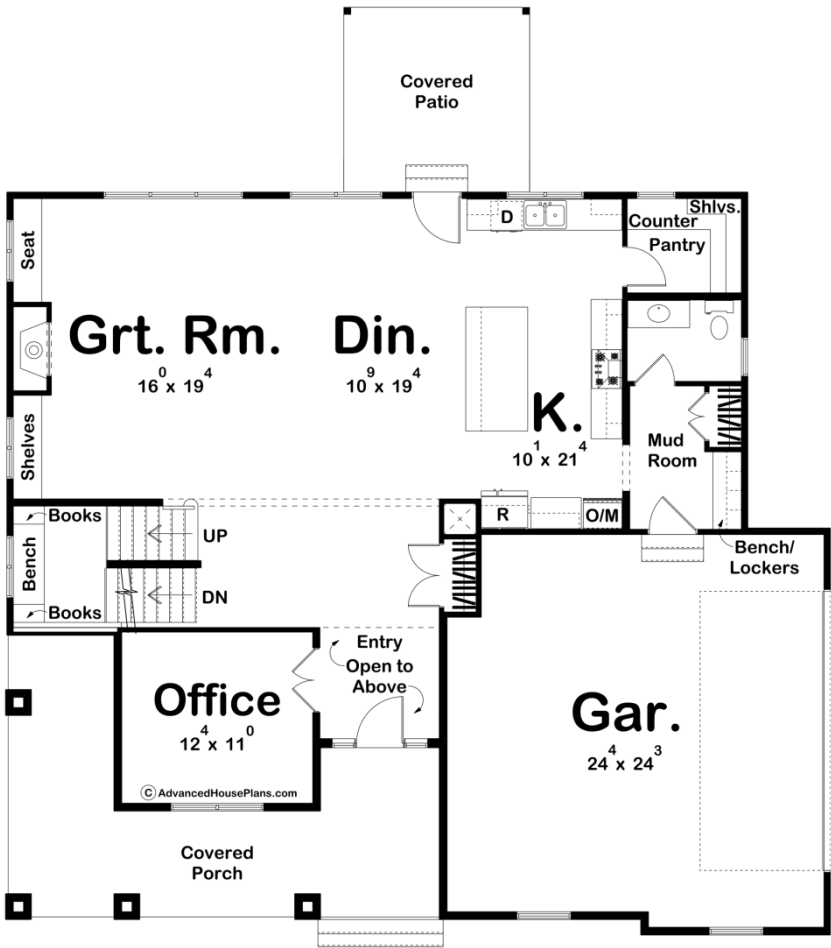 Covered
Patio
Shlvs.
Counter
Pantry
D
Seat
Grt. Rm.
16⁰ x 19⁴
Din.
10⁹ x 19⁴
K.
10¹ x 21⁴
Mud
Room
Shelves
Books
UP
R
O/M
Bench
Bench/
Lockers
DN
Books
Entry
Open to
Above
Office
12⁴ x 11⁰
Gar.
24⁴ x 24³
© AdvancedHousePlans.com
Covered
Porch